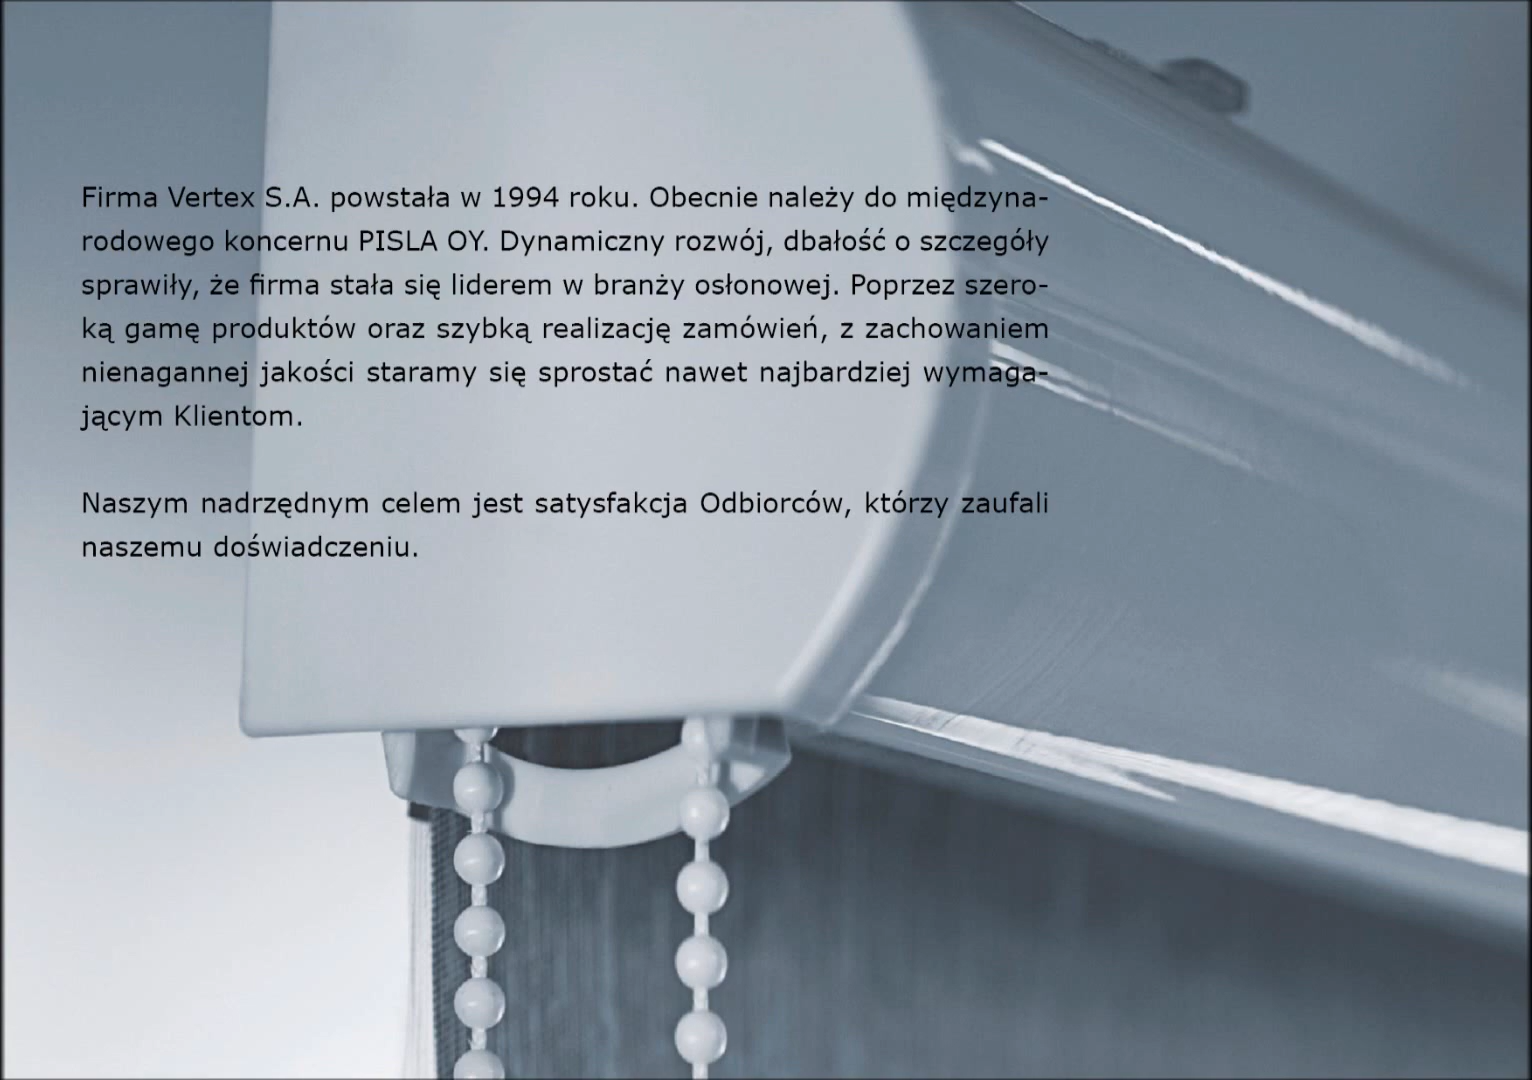 Firma Vertex S.A. powstała w 1994 roku. Obecnie należy do międzyna-
rodowego koncernu PISLA OY. Dynamiczny rozwój, dbałość o szczegóły
sprawiły, że firma stała się liderem w branży osłonowej. Poprzez szero-
ką gamę produktów oraz szybką realizację zamówień, z zachowaniem
nienagannej jakości staramy się sprostać nawet najbardziej wymaga-
jącym Klientom.
Naszym nadrzędnym celem jest satysfakcja Odbiorców, którzy zaufali
naszemu doświadczeniu.